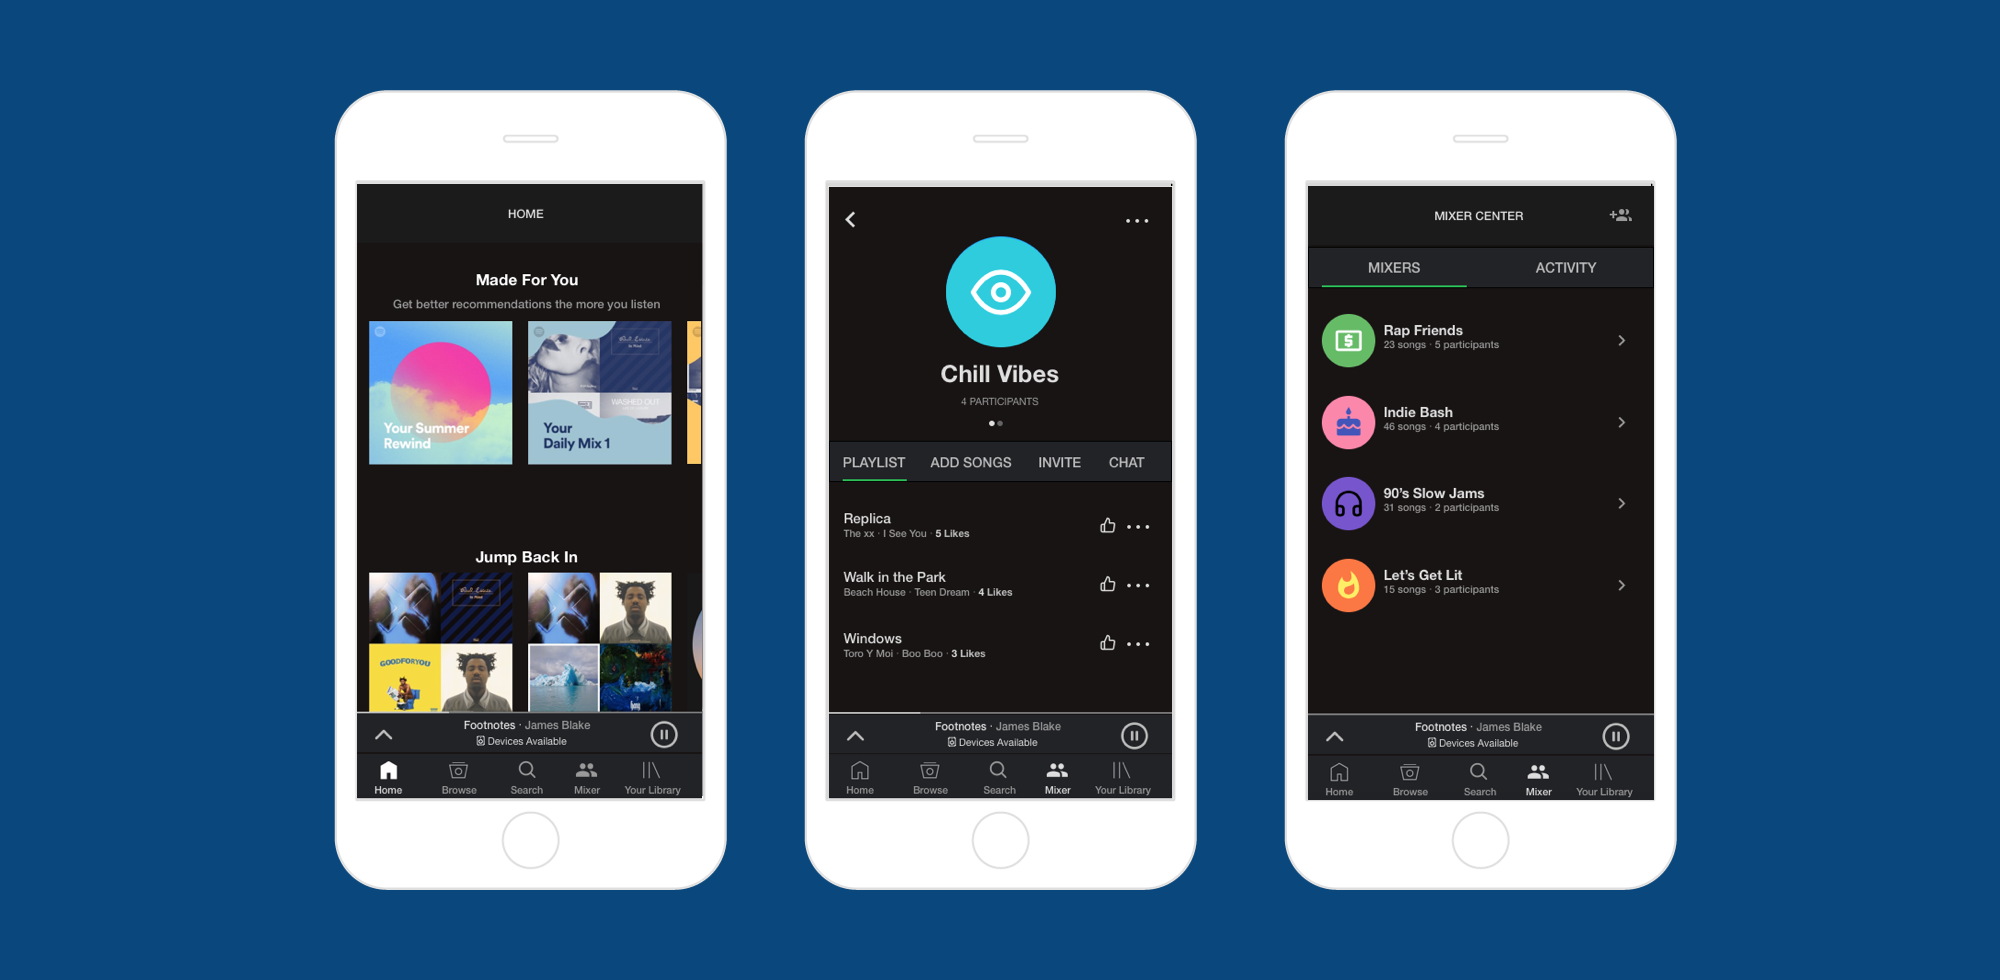 HOME
Made For You
Get better recommendations the more you listen
Your Summer
Rewind
WASHED OUT
Your
Daily Mix 1
Jump Back In
GOODFORYOU
Footnotes · James Blake
Devices Available
Home
Browse
Search
Mixer
Your Library
Chill Vibes
4 PARTICIPANTS
PLAYLIST
ADD SONGS
INVITE
CHAT
Replica
The xx · I See You · 5 Likes
Walk in the Park
Beach House · Teen Dream · 4 Likes
Windows
Toro Y Moi · Boo Boo · 3 Likes
Footnotes · James Blake
Devices Available
Home
Browse
Search
Mixer
Your Library
MIXER CENTER
MIXERS
ACTIVITY
Rap Friends
23 songs · 5 participants
Indie Bash
46 songs · 4 participants
90's Slow Jams
31 songs · 2 participants
Let's Get Lit
15 songs · 3 participants
Footnotes · James Blake
Devices Available
Home
Browse
Search
Mixer
Your Library